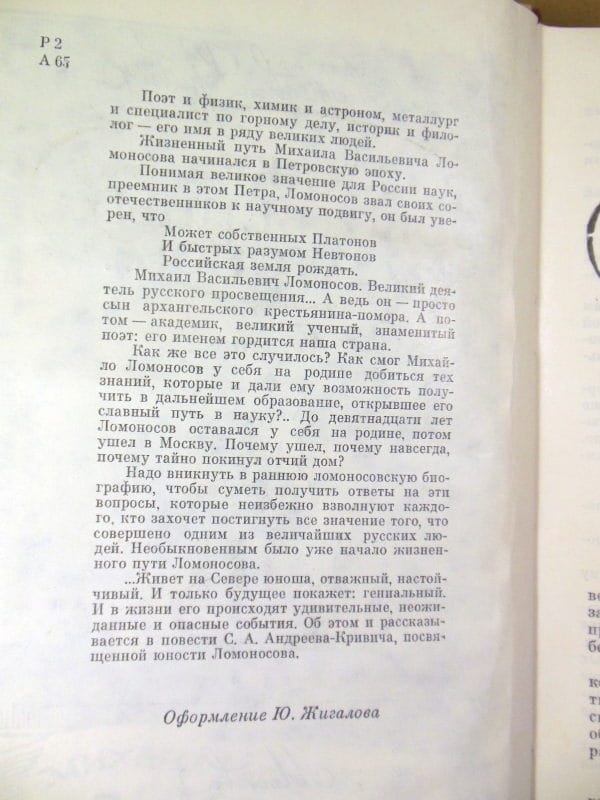 Р 2
А 65
Поэт и физик, химик и астроном, металлург
и специалист по горному делу, историк и фило-
лог — его имя в ряду великих людей.
Жизненный путь Михаила Васильевича Ло-
моносова начинался в Петровскую эпоху.
Понимая великое значение для России наук,
преемник в этом Петра, Ломоносов звал своих со-
отечественников к научному подвигу, он был уве-
рен, что
Может собственных Платонов
И быстрых разумом Невтонов
Российская земля рождать.
Михаил Васильевич Ломоносов. Великий дея-
тель русского просвещения... А ведь он — просто
сын архангельского крестьянина-помора. А по-
том — академик, великий ученый, знаменитый
поэт: его именем гордится наша страна.
Как же все это случилось? Как смог Михай-
ло Ломоносов у себя на родине добиться тех
знаний, которые и дали ему возможность полу-
чить в дальнейшем образование, открывшее его
славный путь в науку?.. До девятнадцати лет
Ломоносов оставался у себя на родине, потом
ушел в Москву. Почему ушел, почему навсегда,
почему тайно покинул отчий дом?
Надо вникнуть в раннюю ломоносовскую био-
графию, чтобы суметь получить ответы на эти
вопросы, которые неизбежно взволнуют каждо-
го, кто захочет постигнуть все значение того, что
совершено одним из величайших русских лю-
дей. Необыкновенным было уже начало жизнен-
ного пути Ломоносова.
...Живет на Севере юноша, отважный, настой-
чивый. И только будущее покажет: гениальный.
И в жизни его происходят удивительные, неожи-
данные и опасные события. Об этом и рассказы-
вается в повести С. А. Андреева-Кривича, посвя-
щенной юности Ломоносова.
Оформление Ю. Жигалова